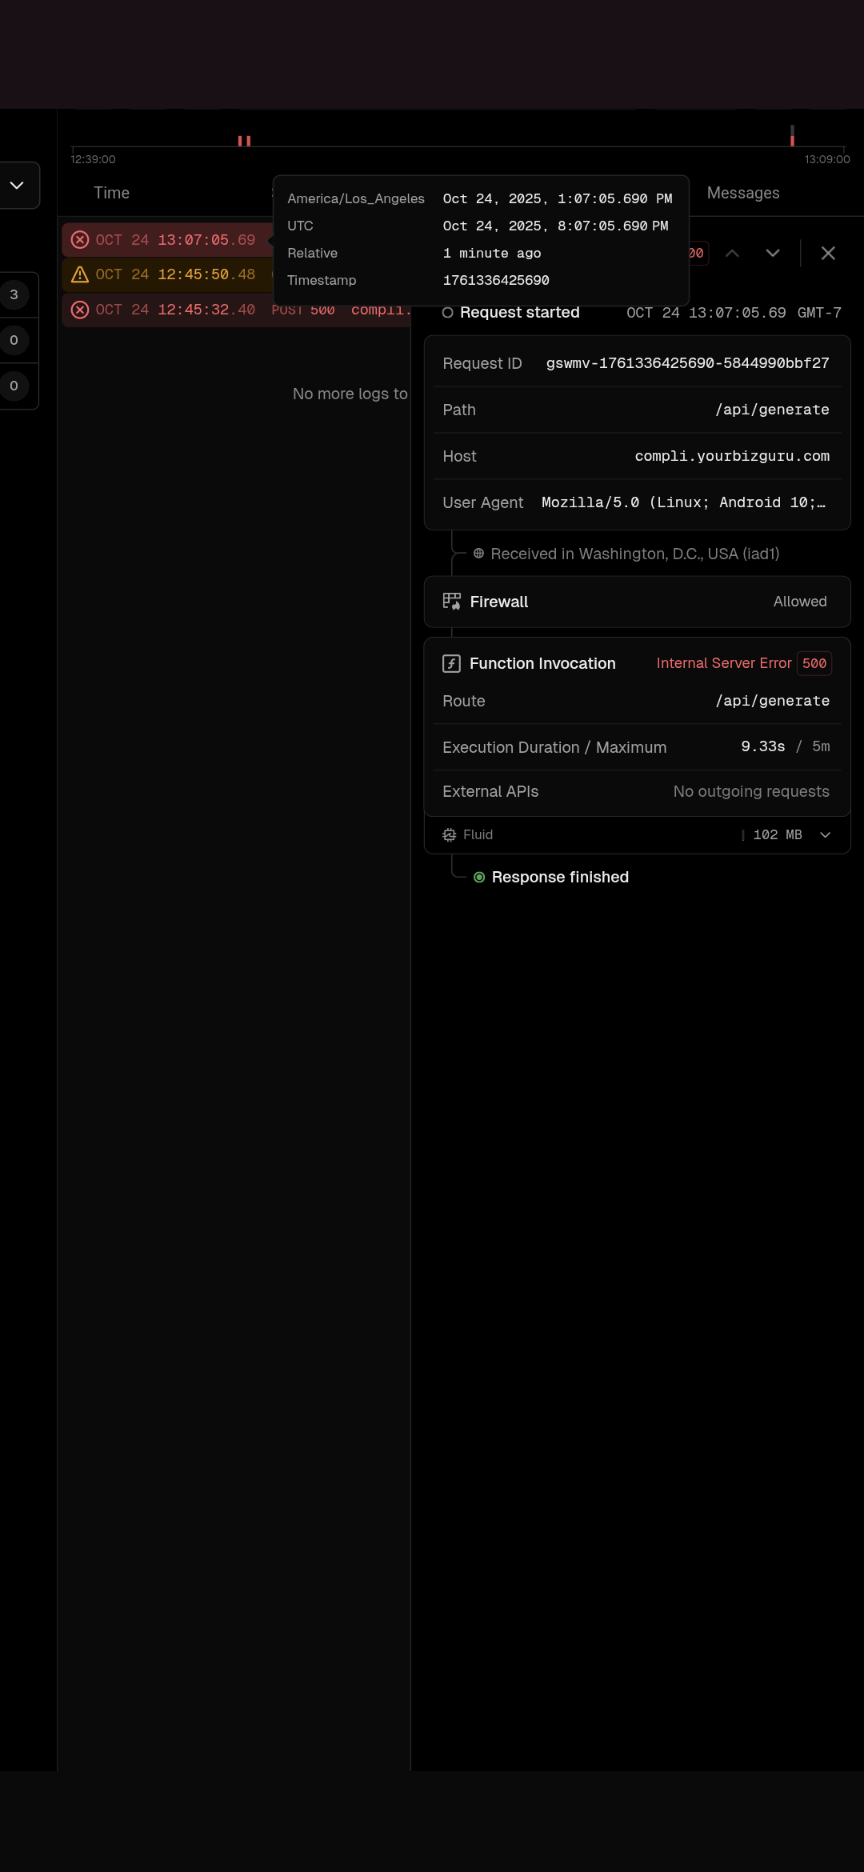 12:39:00
13:09:00
Time
Messages
America/Los_Angeles Oct 24, 2025, 1:07:05.690 PM
UTC Oct 24, 2025, 8:07:05.690 PM
Relative 1 minute ago
Timestamp 1761336425690
OCT 24 13:07:05.69
OCT 24 12:45:50.48
OCT 24 12:45:32.40 POST 500 compli.
3
0
0
No more logs to
00
Request started OCT 24 13:07:05.69 GMT-7
Request ID gswmv-1761336425690-5844990bbf27
Path /api/generate
Host compli.yourbizguru.com
User Agent Mozilla/5.0 (Linux; Android 10;…
Received in Washington, D.C., USA (iad1)
Firewall Allowed
Function Invocation Internal Server Error 500
Route /api/generate
Execution Duration / Maximum 9.33s / 5m
External APIs No outgoing requests
Fluid 102 MB
Response finished